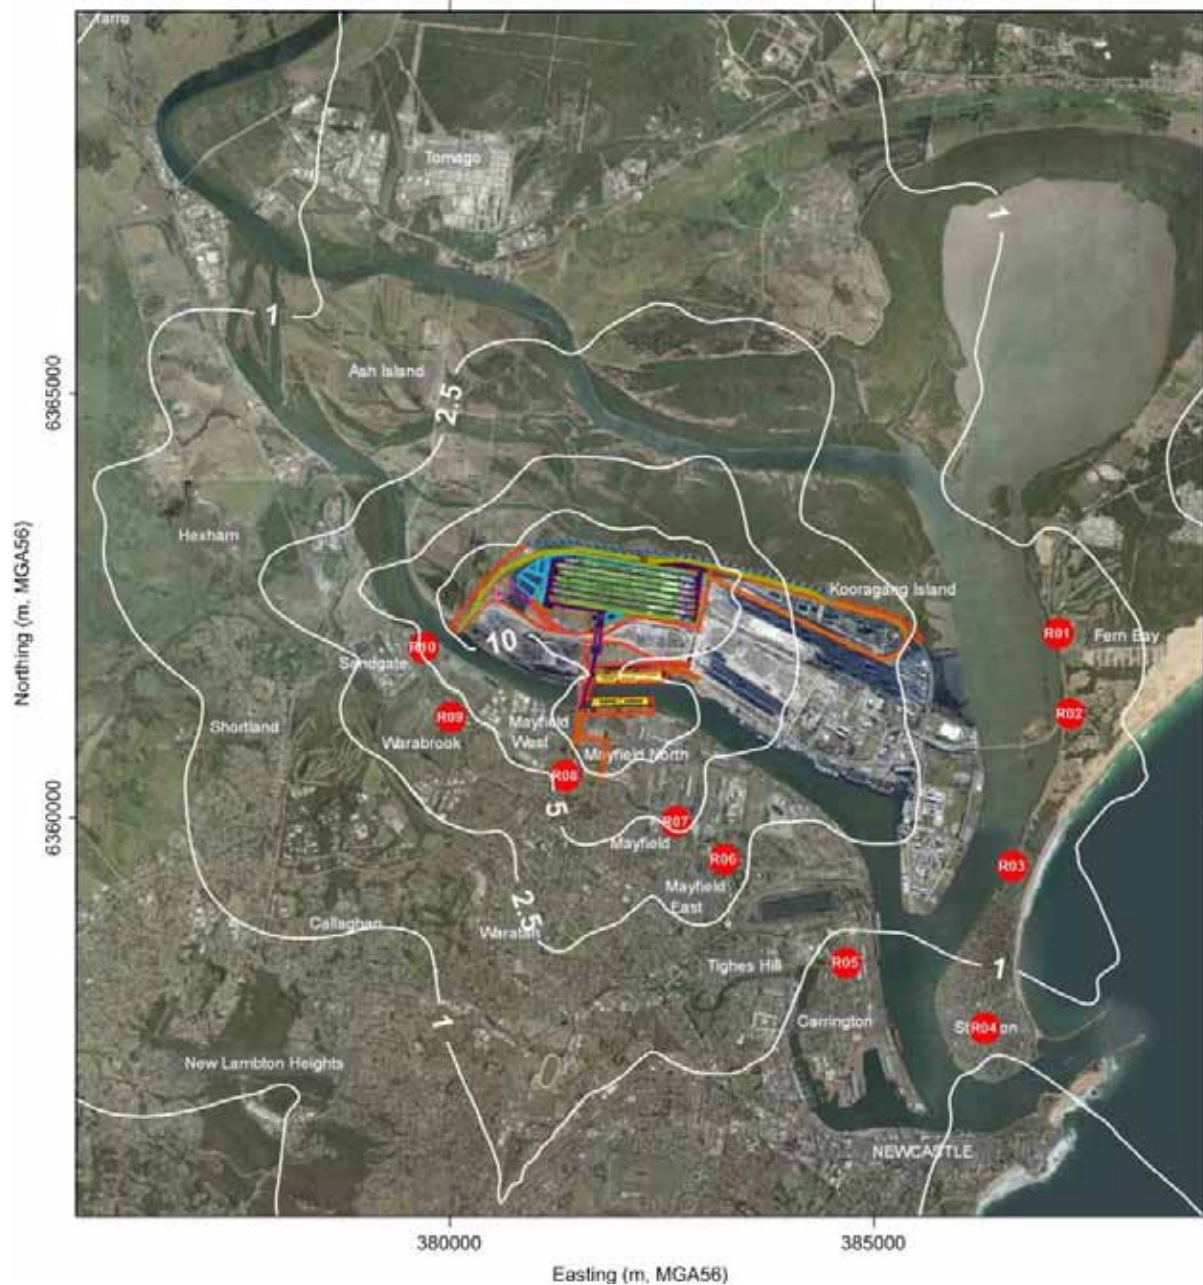 Tarro
Tomago
1
1
Ash Island
2.5
6365000
Hexham
Kooragang Island
10
R01
Fern Bay
R10
Sandgate
Shortland
R09
Warabrook
Mayfield
West
R02
Mayfield North
R08
5
R07
Mayfield
6360000
R06
Mayfield
East
R03
2.5
Callaghan
Waratah
Tighes Hill
R05
1
1
Carrington
R04
New Lambton Heights
NEWCASTLE
Northing (m, MGA56)
380000
385000
Easting (m, MGA56)